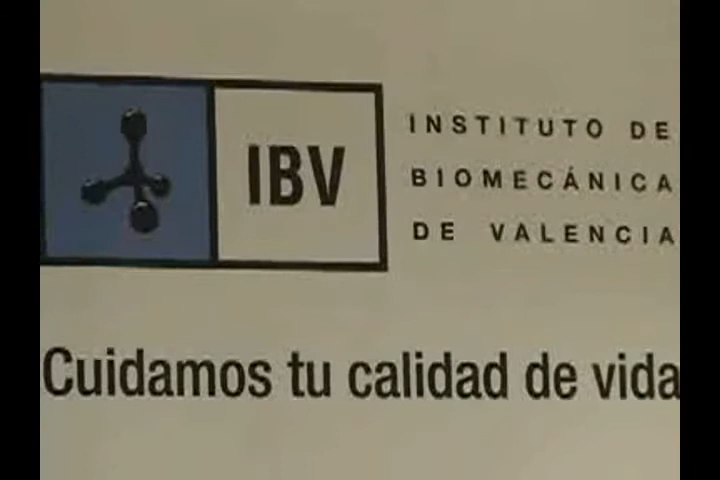 IBV
INSTITUTO DE
BIOMECÁNICA
DE VALENCIA
Cuidamos tu calidad de vida